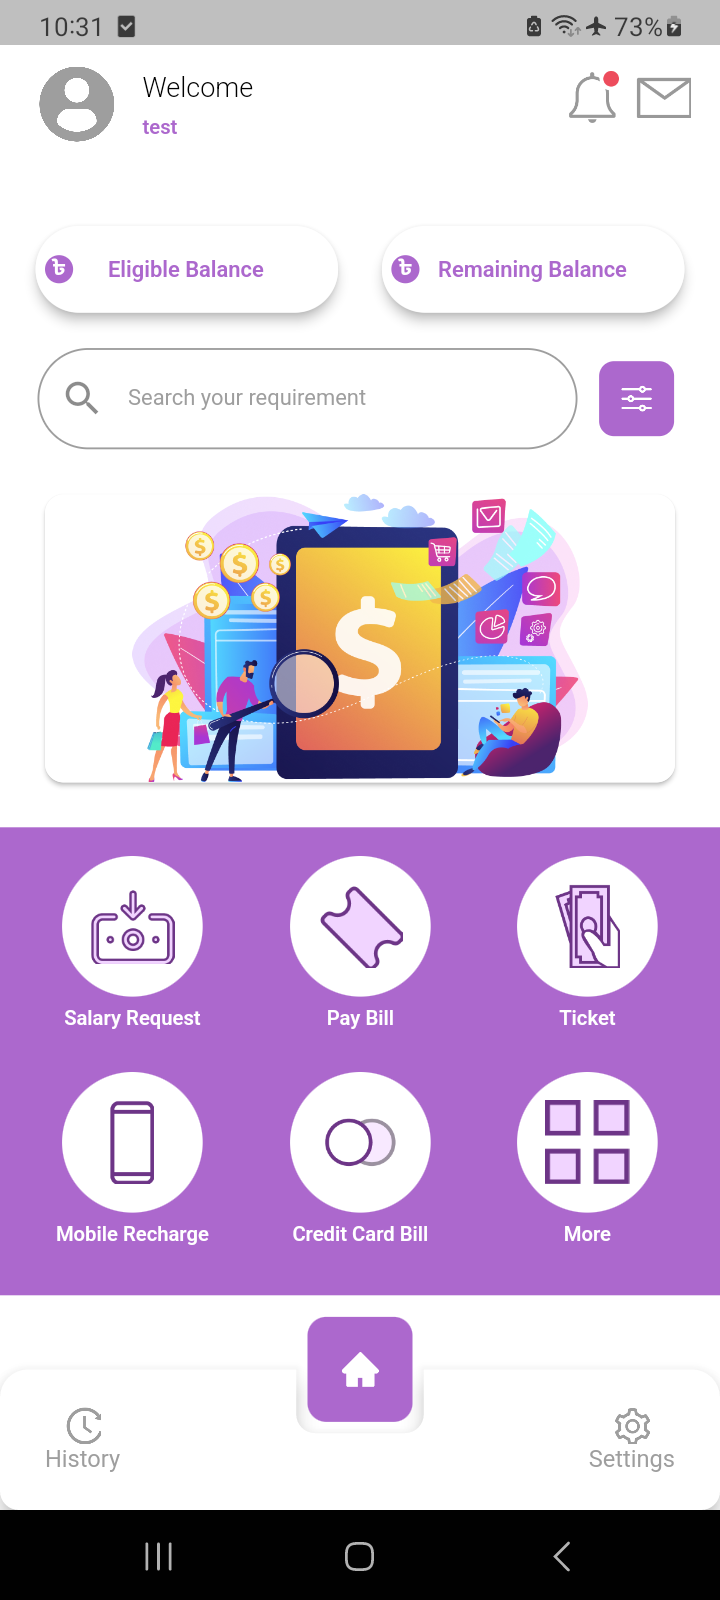 10:31
73%
Welcome
test
৳ Eligible Balance
৳ Remaining Balance
Search your requirement
$ $ $ $ $
$
Salary Request
Pay Bill
Ticket
Mobile Recharge
Credit Card Bill
More
History
Settings